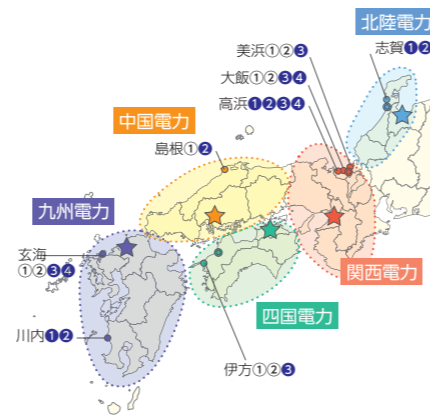 北陸電力
志賀❶❷
美浜①②❸
大飯①②❸❹
高浜❶❷❸❹
中国電力
島根①❷
九州電力
玄海
①②❸❹
関西電力
四国電力
川内❶❷
伊方①②❸